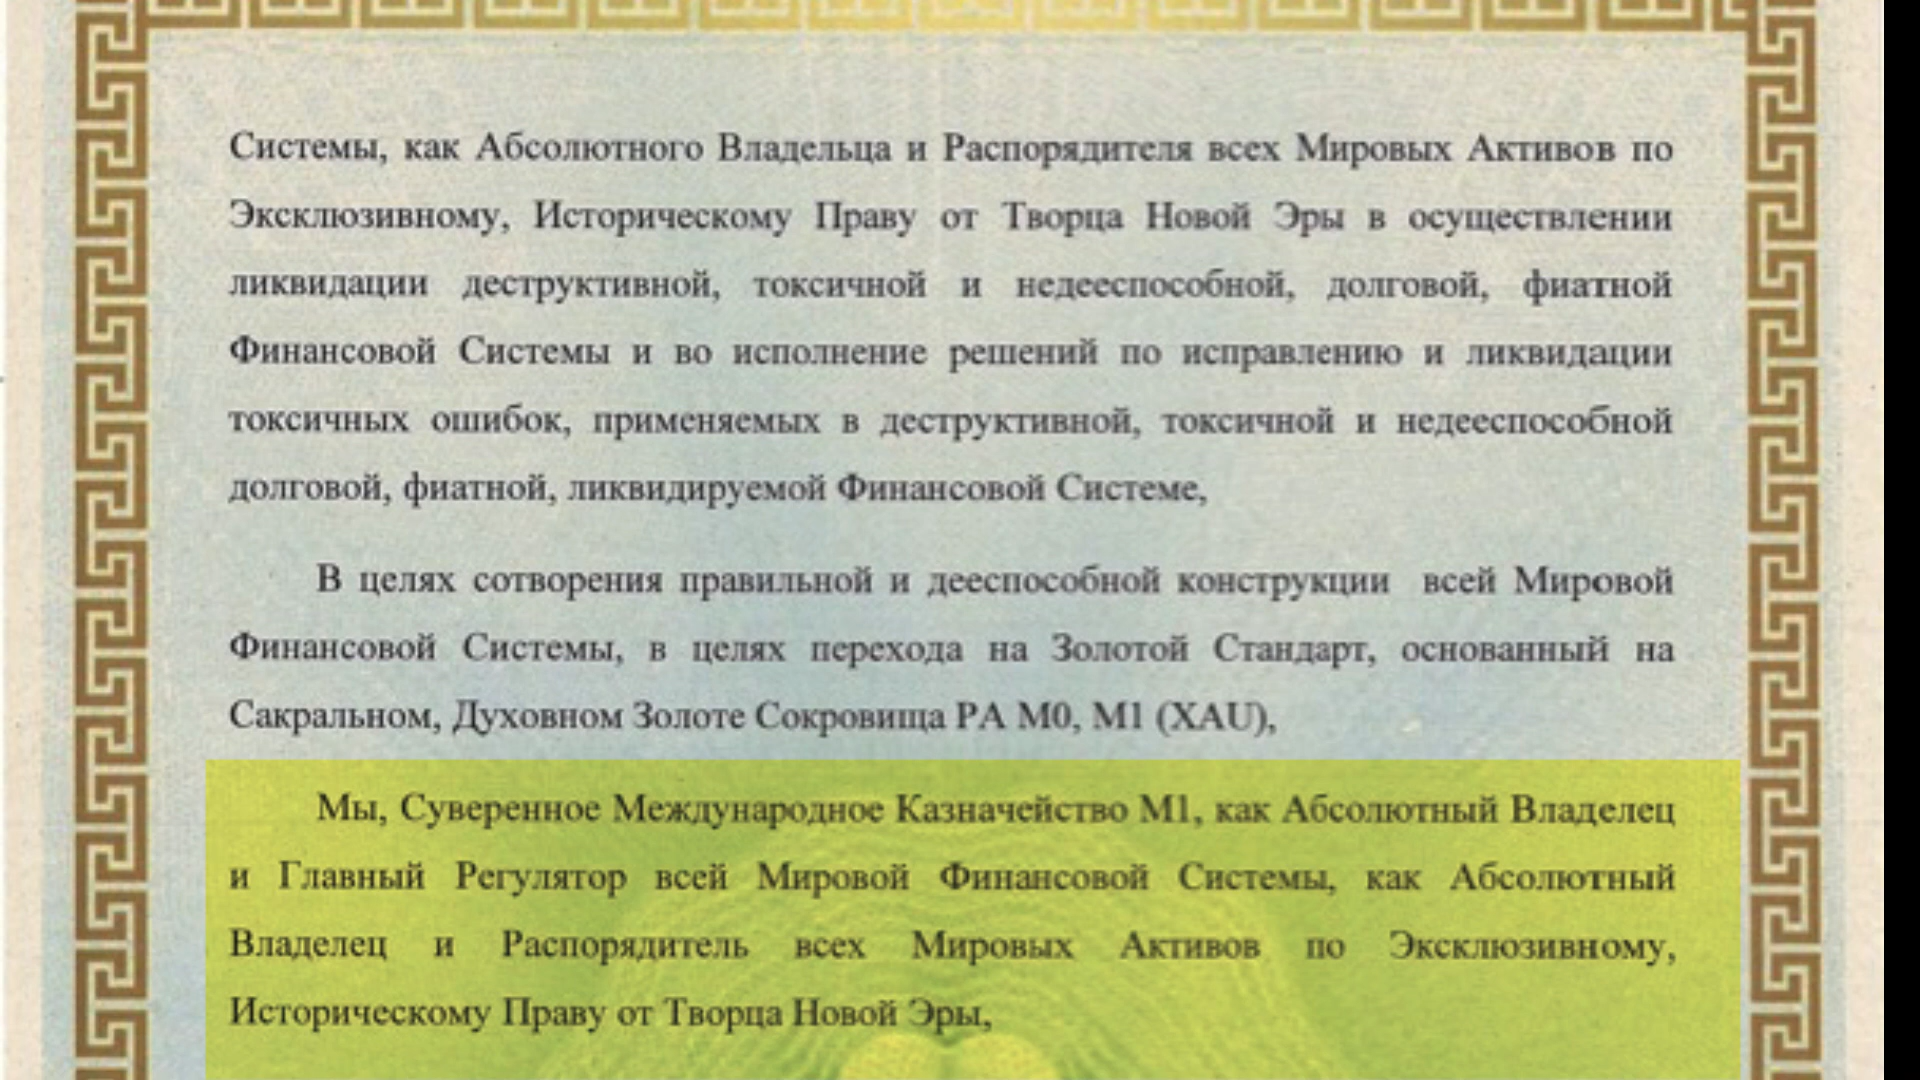 Системы, как Абсолютного Владельца и Распорядителя всех Мировых Активов по
Эксклюзивному, Историческому Праву от Творца Новой Эры в осуществлении
ликвидации деструктивной, токсичной и недееспособной, долговой, фиатной
Финансовой Системы и во исполнение решений по исправлению и ликвидации
токсичных ошибок, применяемых в деструктивной, токсичной и недееспособной
долговой, фиатной, ликвидируемой Финансовой Системе,
В целях сотворения правильной и дееспособной конструкции всей Мировой
Финансовой Системы, в целях перехода на Золотой Стандарт, основанный на
Сакральном, Духовном Золоте Сокровища РА М0, М1 (XAU),
Мы, Суверенное Международное Казначейство М1, как Абсолютный Владелец
и Главный Регулятор всей Мировой Финансовой Системы, как Абсолютный
Владелец и Распорядитель всех Мировых Активов по Эксклюзивному,
Историческому Праву от Творца Новой Эры,